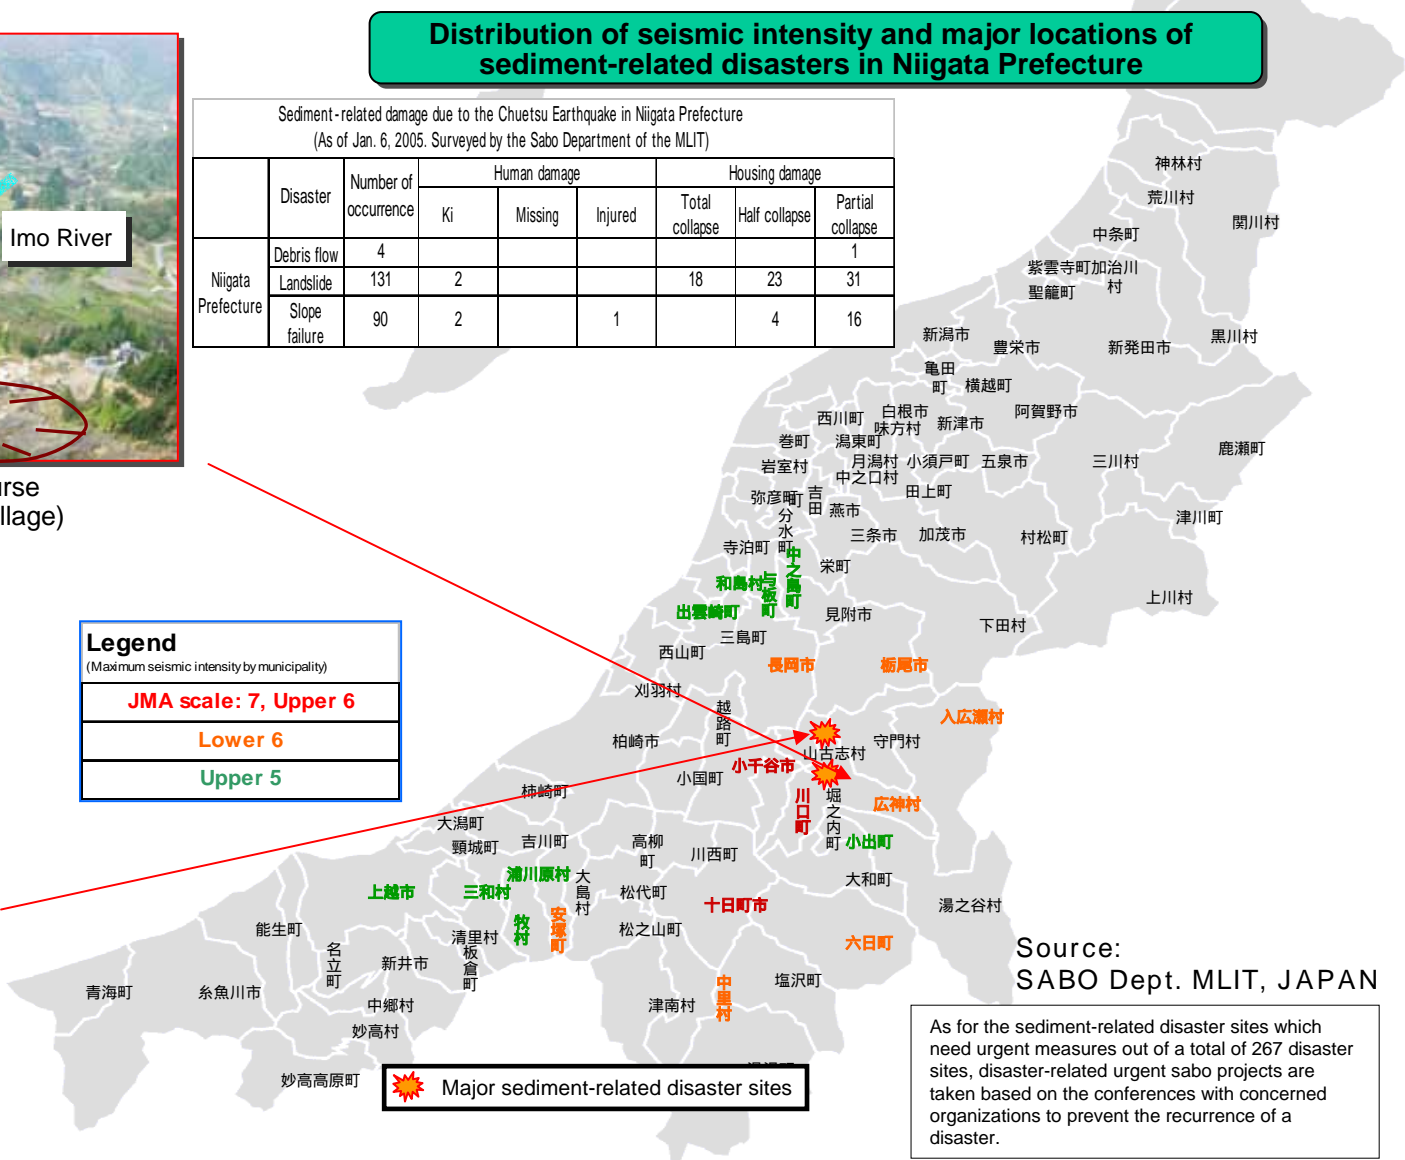 Distribution of seismic intensity and major locations of
sediment-related disasters in Niigata Prefecture
Sediment-related damage due to the Chuetsu Earthquake in Niigata Prefecture
(As of Jan. 6, 2005. Surveyed by the Sabo Department of the MLIT)
Disaster Number of occurrence Human damage Housing damage
Ki Missing Injured Total collapse Half collapse Partial collapse
Niigata Prefecture
Debris flow 4 1
Landslide 131 2 18 23 31
Slope failure 90 2 1 4 16
Imo River
urse
llage)
神林村
荒川村
関川村
中条町
紫雲寺町加治川村
聖籠町
新潟市
豊栄市
新発田市
黒川村
亀田町
横越町
西川町
白根市
味方村
新津市
阿賀野市
巻町
潟東町
鹿瀬町
岩室村
月潟村
小須戸町
五泉市
三川村
中之口村
弥彦町
吉田
田上町
分水町
燕市
津川町
三条市
加茂市
村松町
寺泊町
中之島町
栄町
和島村
与板町
上川村
出雲崎町
見附市
下田村
三島町
西山町
長岡市
栃尾市
刈羽村
越路町
入広瀬村
柏崎市
守門村
山古志村
小千谷市
小国町
柿崎町
川口町
堀之内町
広神村
大潟町
頸城町
吉川町
高柳町
川西町
小出町
浦川原村
大島村
大和町
上越市
三和村
松代町
十日町市
湯之谷村
牧村
安塚町
能生町
清里村
松之山町
六日町
名立町
新井市
板倉町
塩沢町
中里村
青海町
糸魚川市
中郷村
津南村
妙高村
妙高高原町
Legend
(Maximum seismic intensity by municipality)
JMA scale: 7, Upper 6
Lower 6
Upper 5
Major sediment-related disaster sites
Source:
SABO Dept. MLIT, JAPAN
As for the sediment-related disaster sites which
need urgent measures out of a total of 267 disaster
sites, disaster-related urgent sabo projects are
taken based on the conferences with concerned
organizations to prevent the recurrence of a
disaster.